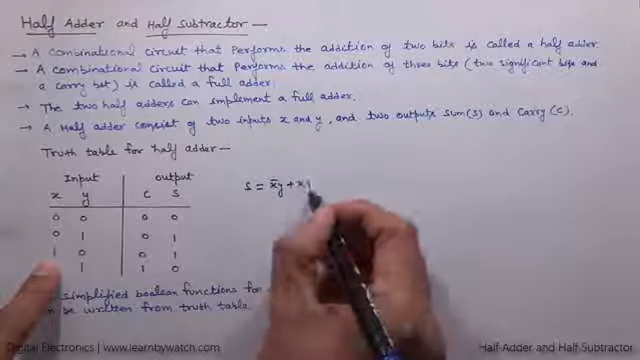 Half Adder and Half Subtractor —
→ A combinational circuit that performs the addition of two bits is called a half adder.
→ A combinational circuit that performs the addition of three bits (two significant bits and
a carry bit) is called a full adder.
→ The two half adders can implement a full adder.
→ A Half adder consist of two inputs x and y, and two outputs sum(S) and Carry (C).
Truth table for half adder —
Input output
x y C S
0 0 0 0
0 1 0 1
1 0 0 1
1 1 0
S = x̄y + x
simplified boolean functions for
be written from truth table.
Digital Electronics | www.learnbywatch.com Half Adder and Half Subtractor